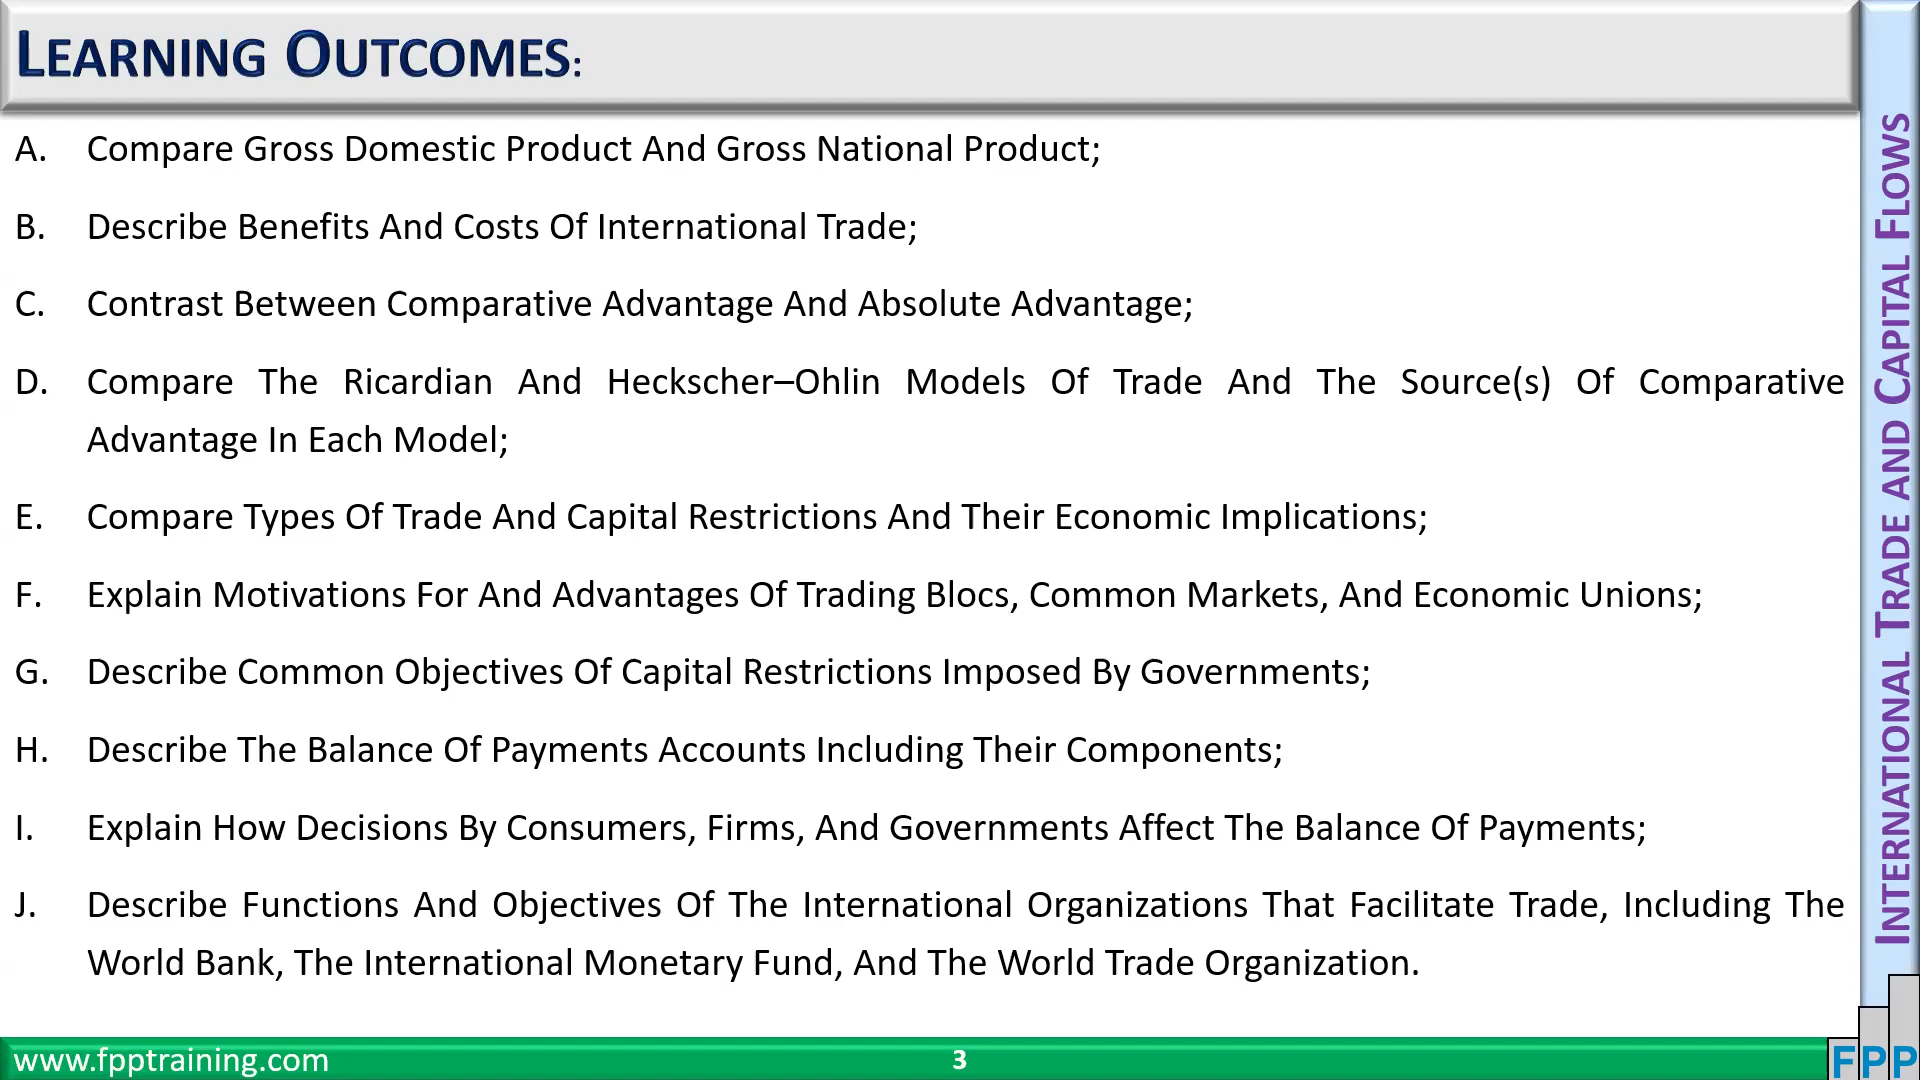 LEARNING OUTCOMES:
A. Compare Gross Domestic Product And Gross National Product;
B. Describe Benefits And Costs Of International Trade;
C. Contrast Between Comparative Advantage And Absolute Advantage;
D. Compare The Ricardian And Heckscher–Ohlin Models Of Trade And The Source(s) Of Comparative
Advantage In Each Model;
E. Compare Types Of Trade And Capital Restrictions And Their Economic Implications;
F. Explain Motivations For And Advantages Of Trading Blocs, Common Markets, And Economic Unions;
G. Describe Common Objectives Of Capital Restrictions Imposed By Governments;
H. Describe The Balance Of Payments Accounts Including Their Components;
I. Explain How Decisions By Consumers, Firms, And Governments Affect The Balance Of Payments;
J. Describe Functions And Objectives Of The International Organizations That Facilitate Trade, Including The
World Bank, The International Monetary Fund, And The World Trade Organization.
INTERNATIONAL TRADE AND CAPITAL FLOWS
www.fpptraining.com
3
FPP